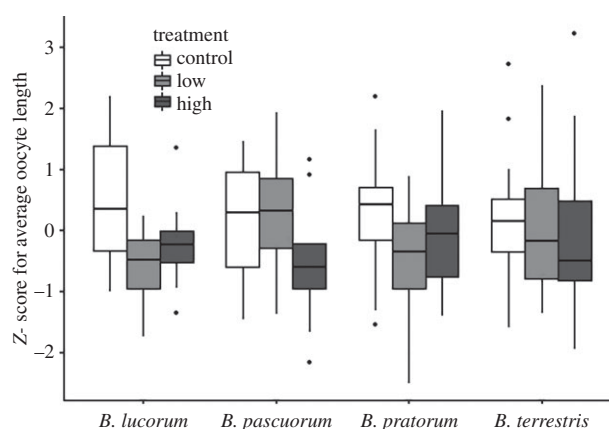 treatment
control
low
high
3
2
1
0
−1
−2
Z- score for average oocyte length
B. lucorum B. pascuorum B. pratorum B. terrestris